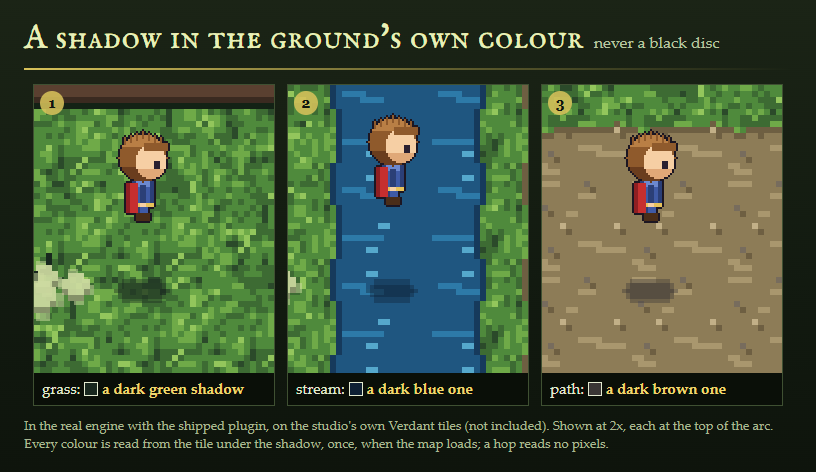 A shadow in the ground's own colour never a black disc
1
2
3
grass: a dark green shadow
stream: a dark blue one
path: a dark brown one
In the real engine with the shipped plugin, on the studio's own Verdant tiles (not included). Shown at 2x, each at the top of the arc.
Every colour is read from the tile under the shadow, once, when the map loads; a hop reads no pixels.